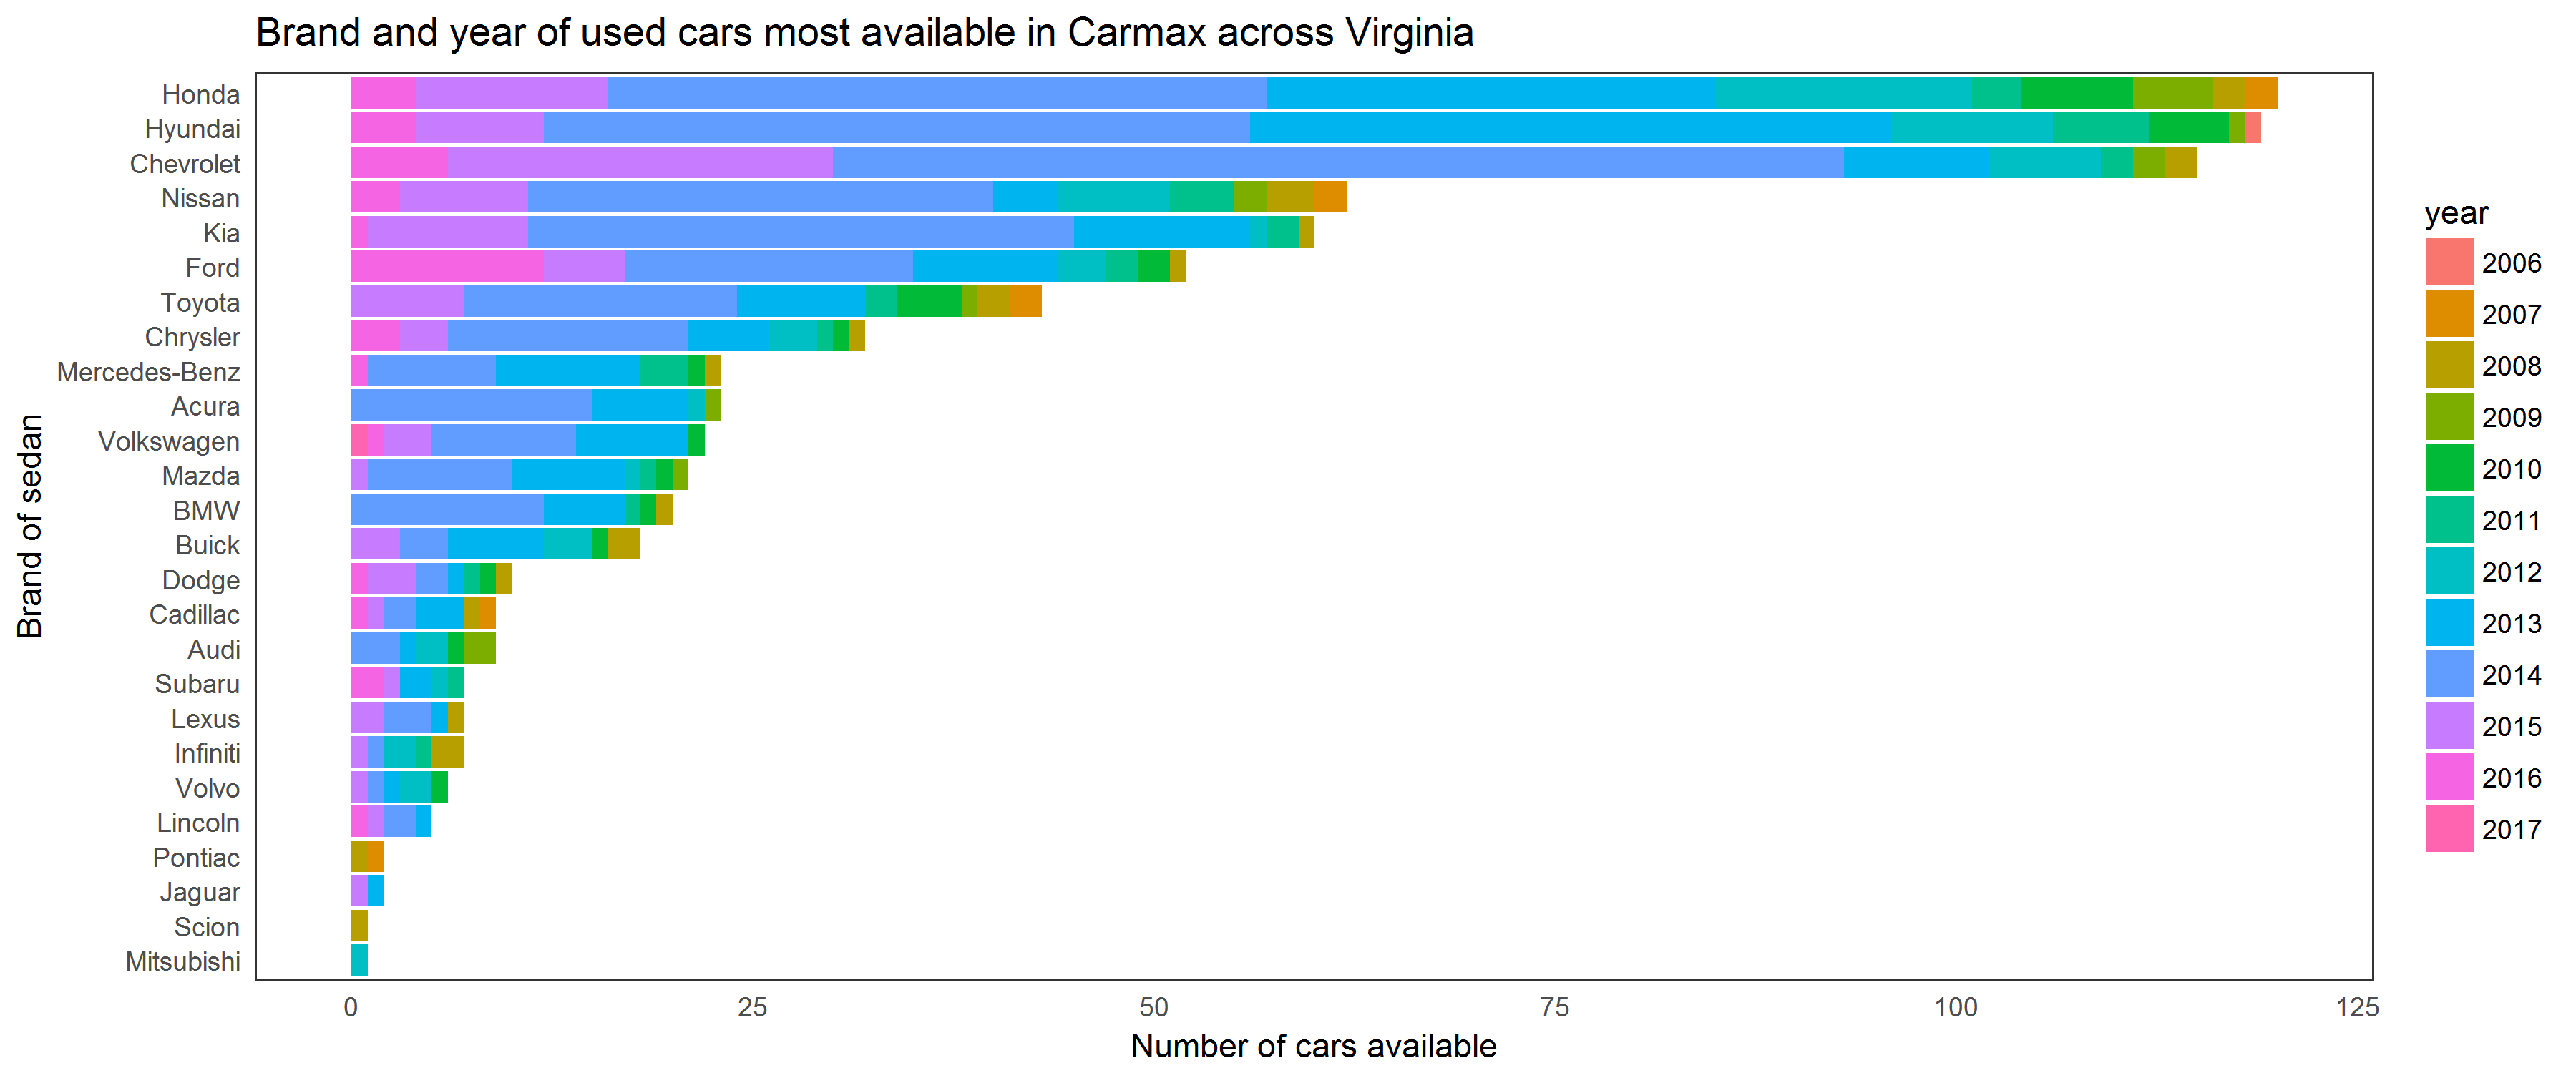 Brand and year of used cars most available in Carmax across Virginia
Brand of sedan
Honda
Hyundai
Chevrolet
Nissan
Kia
Ford
Toyota
Chrysler
Mercedes-Benz
Acura
Volkswagen
Mazda
BMW
Buick
Dodge
Cadillac
Audi
Subaru
Lexus
Infiniti
Volvo
Lincoln
Pontiac
Jaguar
Scion
Mitsubishi
0 25 50 75 100 125
Number of cars available
year
2006
2007
2008
2009
2010
2011
2012
2013
2014
2015
2016
2017